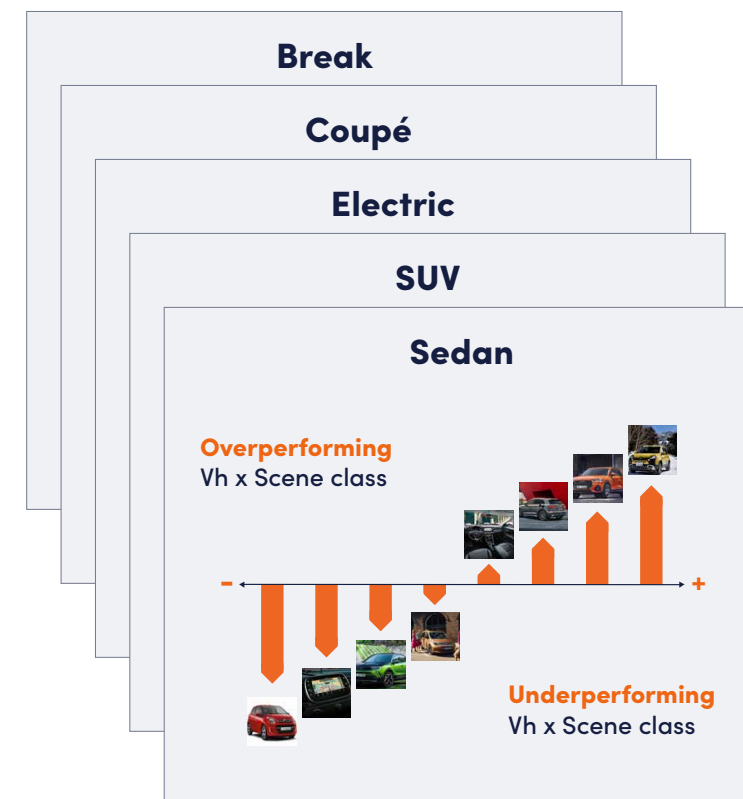 Break
Coupé
Electric
SUV
Sedan
Overperforming
Vh x Scene class
- +
Underperforming
Vh x Scene class